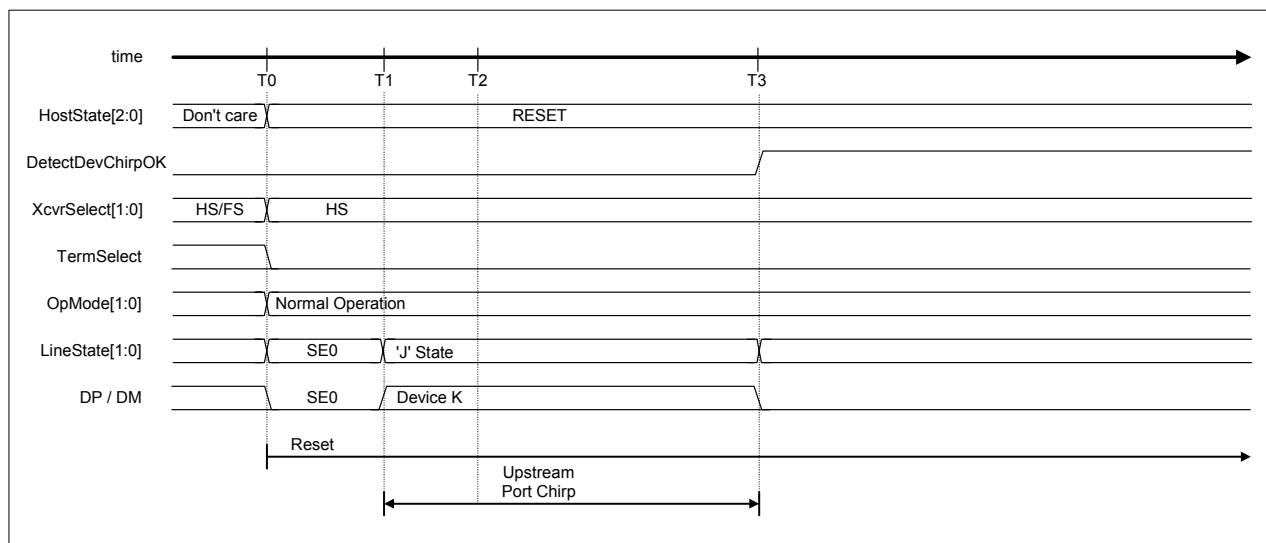 time
T0 T1 T2 T3
HostState[2:0] Don't care RESET
DetectDevChirpOK
XcvrSelect[1:0] HS/FS HS
TermSelect
OpMode[1:0] Normal Operation
LineState[1:0] SE0 'J' State
DP / DM SE0 Device K
Reset
Upstream
Port Chirp